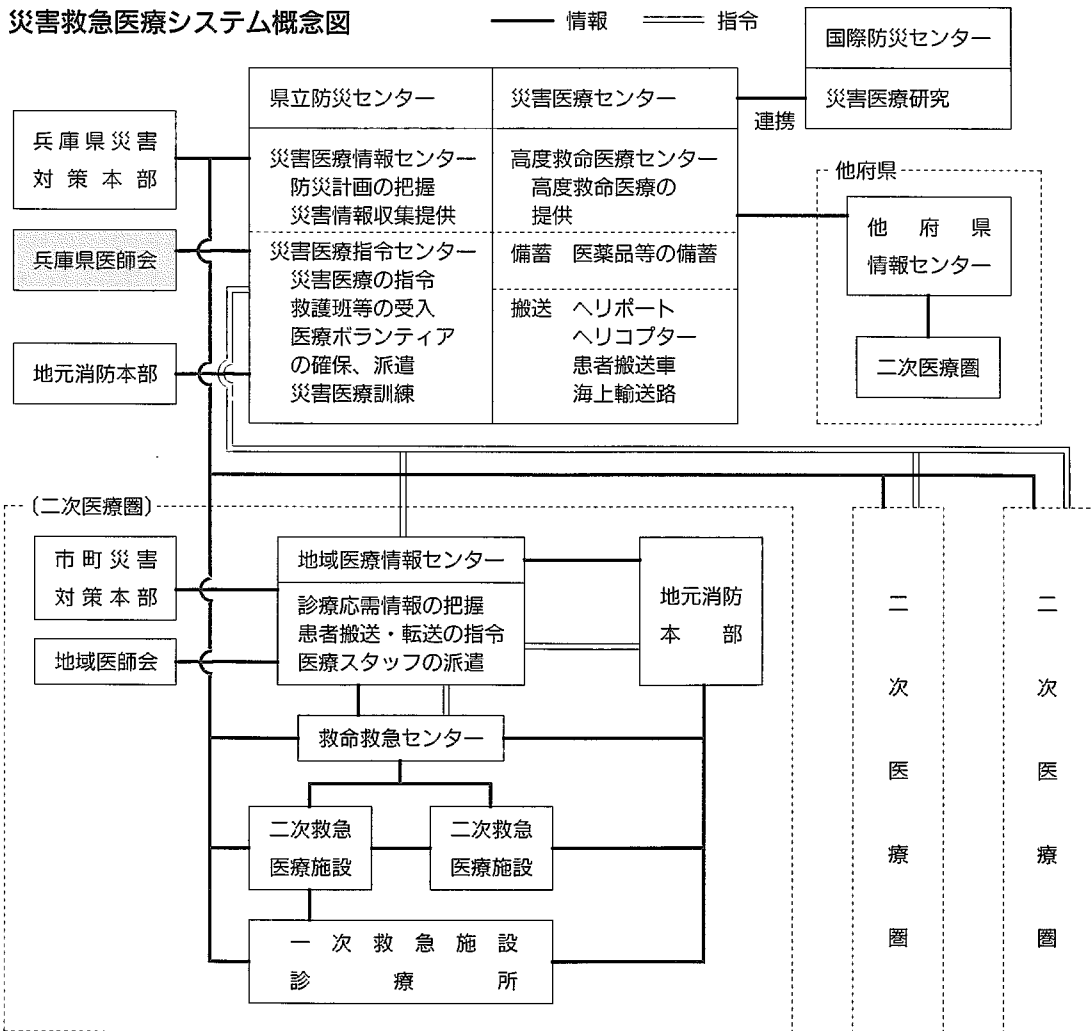 災害救急医療システム概念図
情報
指令
国際防災センター
災害医療研究
連携
県立防災センター
災害医療センター
兵庫県災害
対策本部
災害医療情報センター
防災計画の把握
災害情報収集提供
高度救命医療センター
高度救命医療の
提供
兵庫県医師会
災害医療指令センター
災害医療の指令
救護班等の受入
医療ボランティア
の確保、派遣
災害医療訓練
備蓄 医薬品等の備蓄
搬送 ヘリポート
ヘリコプター
患者搬送車
海上輸送路
地元消防本部
他府県
他府県
情報センター
二次医療圏
(二次医療圏)
市町災害
対策本部
地域医師会
地域医療情報センター
診療応需情報の把握
患者搬送・転送の指令
医療スタッフの派遣
地元消防
本部
救命救急センター
二次救急
医療施設
二次救急
医療施設
一次救急施設
診療所
二次医療圏
二次医療圏